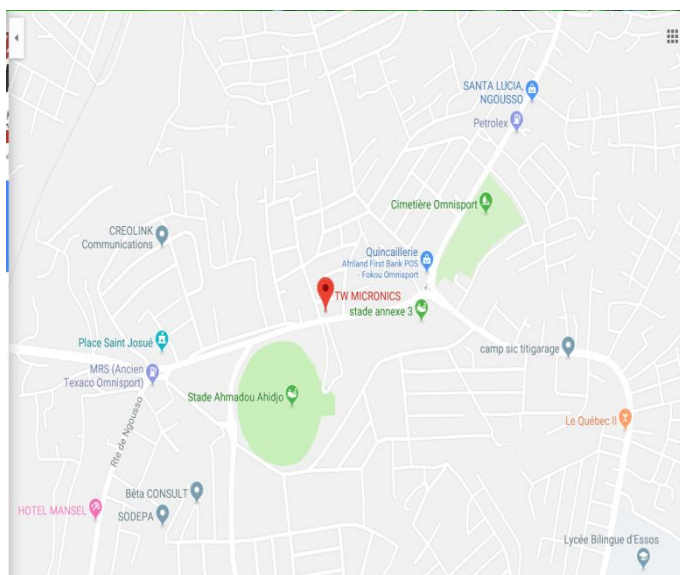 SANTA LUCIA,
NGOUSSO
Petrolex
Cimetière Omnisport
CREOLINK
Communications
Quincaillerie
Afriland First Bank POS
- Fokou Omnisport
TW MICRONICS
stade annexe 3
Place Saint Josué
camp sic titigarage
MRS (Ancien
Texaco Omnisport)
Stade Ahmadou Ahidjo
Le Québec II
Rte de Ngousso
Bêta CONSULT
HOTEL MANSEL
SODEPA
Lycée Bilingue d'Essos